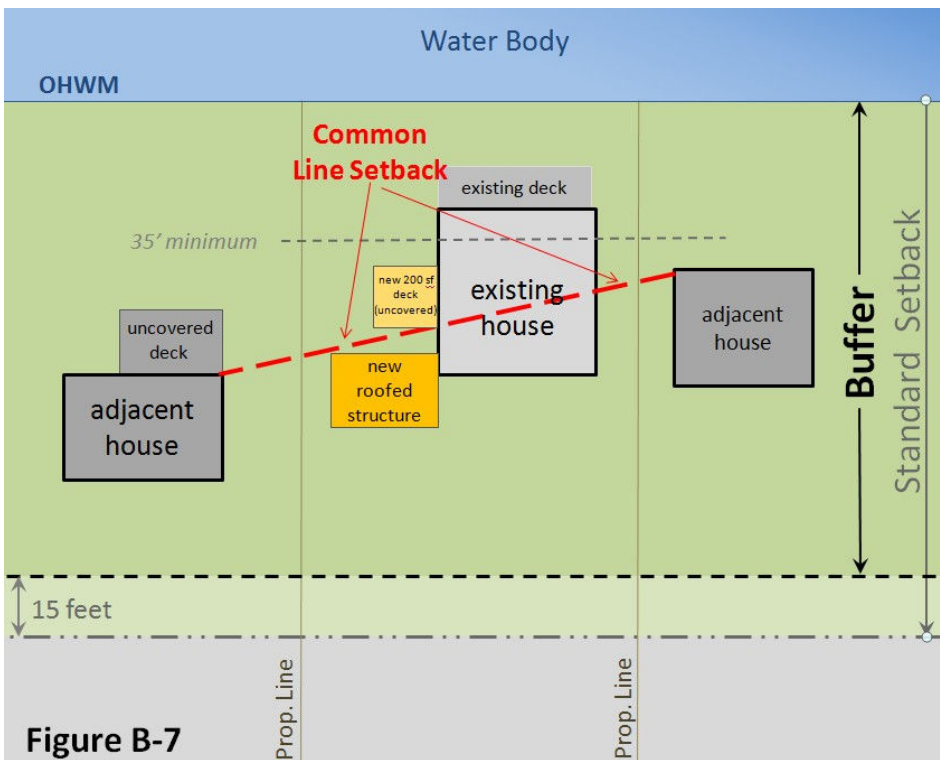 Water Body
OHWM
Common
Line Setback
existing deck
35' minimum
new 200 sf
deck
(uncovered)
existing
house
uncovered
deck
adjacent
house
new
roofed
structure
adjacent
house
Buffer
Standard Setback
15 feet
Prop. Line
Prop. Line
Figure B-7